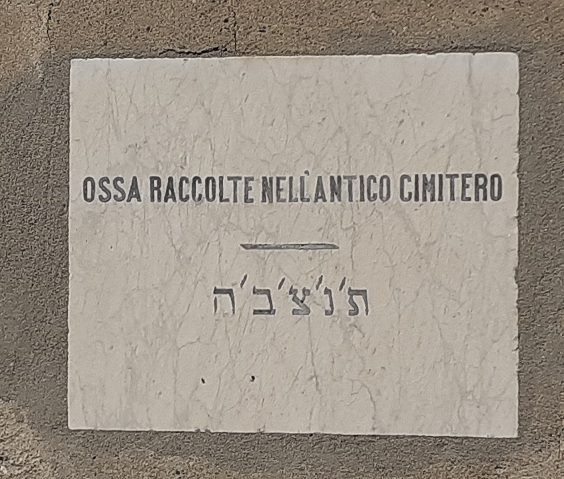 OSSA RACCOLTE NELL'ANTICO CIMITERO
ת'נ'צ'ב'ה